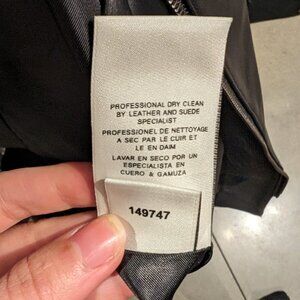 PROFESSIONAL DRY CLEAN
BY LEATHER AND SUEDE
SPECIALIST
PROFESSIONEL DE NETTOYAGE
A SEC PAR LE CUIR ET
LE EN DAIM
LAVAR EN SECO POR UN
ESPECIALISTA EN
CUERO & GAMUZA
149747